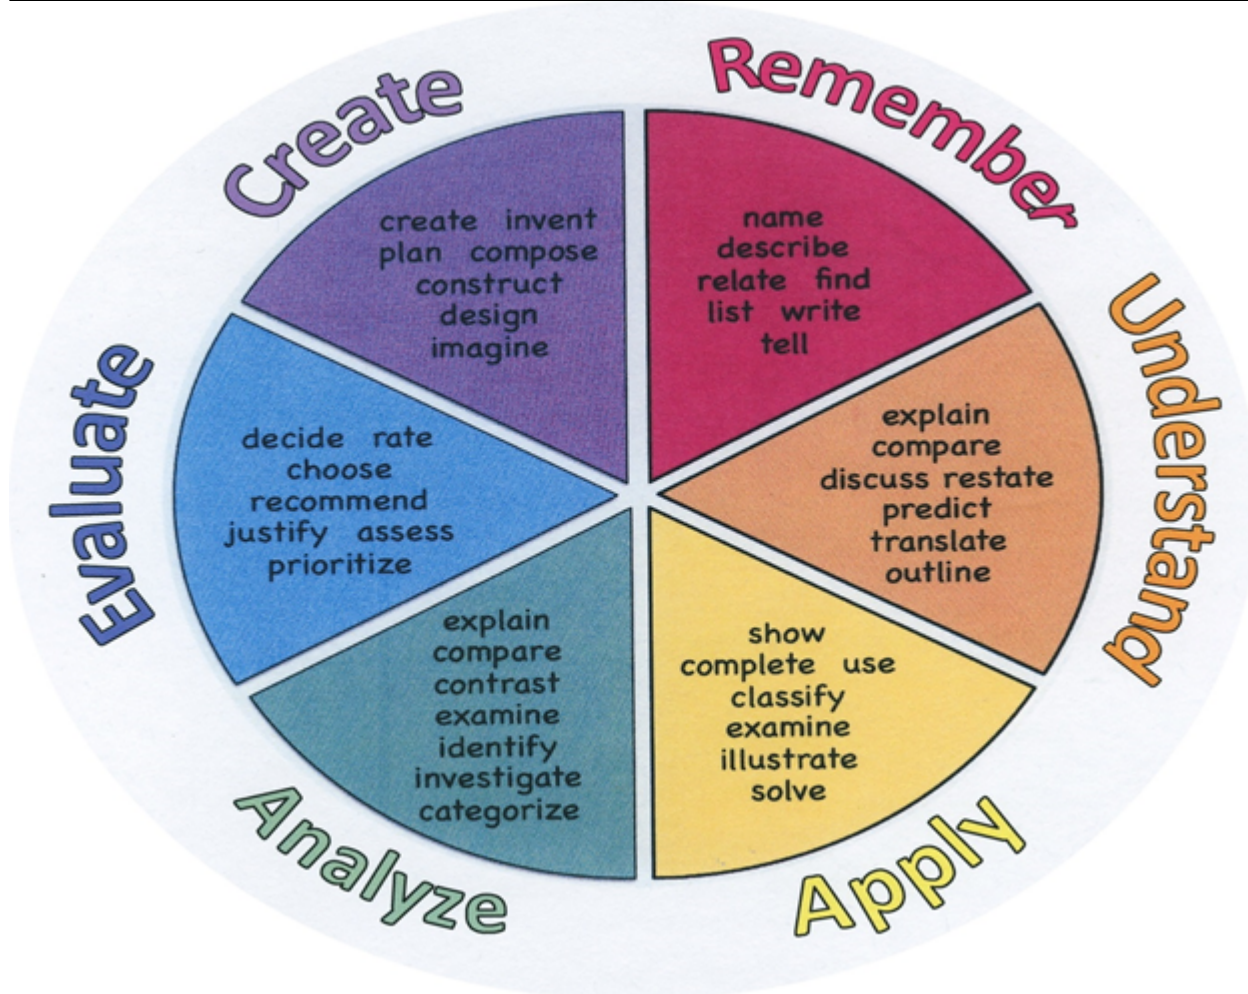 Create
create invent
plan compose
construct
design
imagine
Remember
name
describe
relate find
list write
tell
Understand
explain
compare
discuss restate
predict
translate
outline
Apply
show
complete use
classify
examine
illustrate
solve
Analyze
explain
compare
contrast
examine
identify
investigate
categorize
Evaluate
decide rate
choose
recommend
justify assess
prioritize